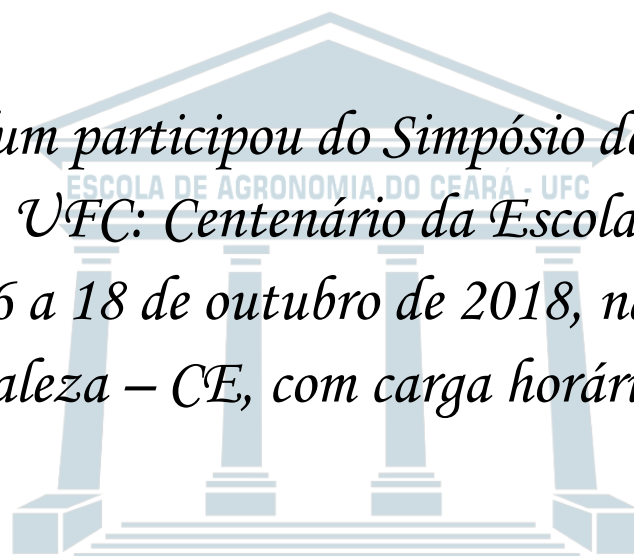 um participou do Simpósio d
ESCOLA DE AGRONOMIA DO CEARÁ - UFC
UFC: Centenário da Escola
6 a 18 de outubro de 2018, n
aleza – CE, com carga horári